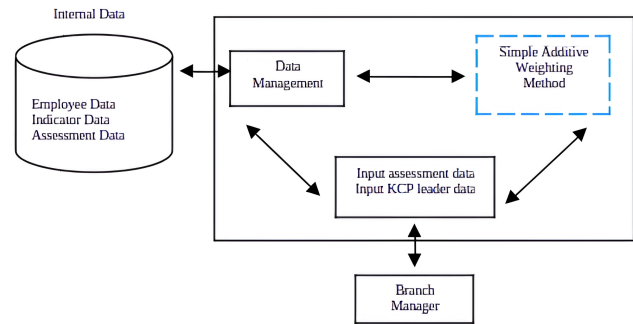 Internal Data
Employee Data
Indicator Data
Assessment Data
Data
Management
Simple Additive
Weighting
Method
Input assessment data
Input KCP leader data
Branch
Manager